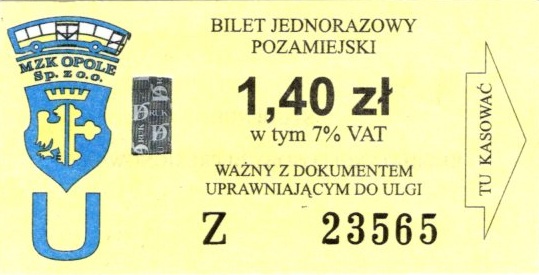 MZK OPOLE
Sp. z o.o.
U
BILET JEDNORAZOWY
POZAMIEJSKI
1,40 zł
w tym 7% VAT
WAŻNY Z DOKUMENTEM
UPRAWNIAJĄCYM DO ULGI
Z 23565
TU KASOWAĆ